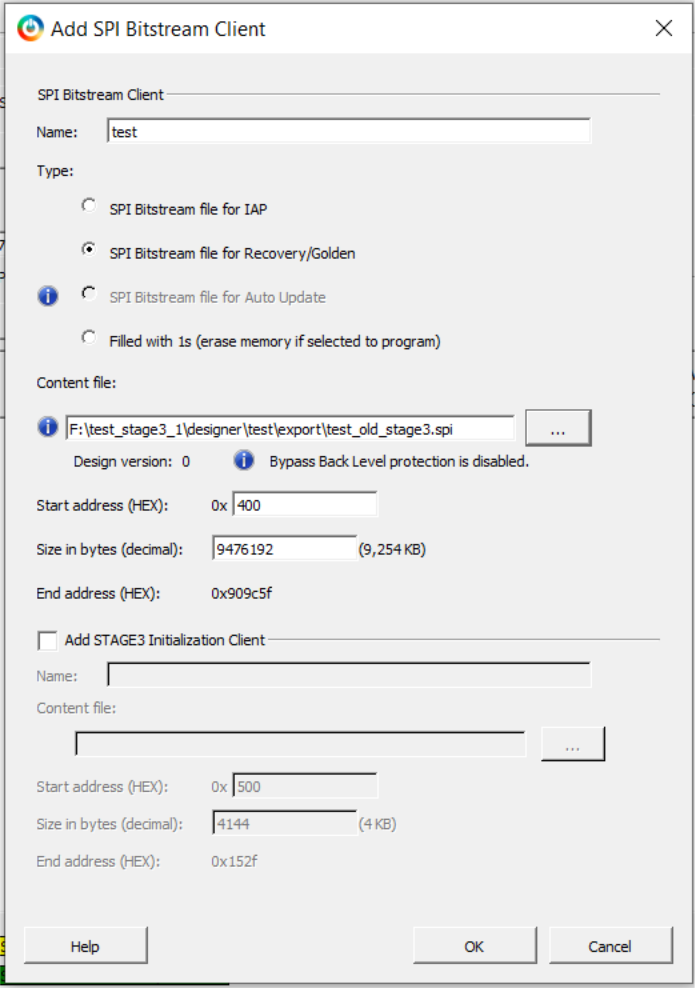 Add SPI Bitstream Client
SPI Bitstream Client
Name: test
Type:
SPI Bitstream file for IAP
SPI Bitstream file for Recovery/Golden
SPI Bitstream file for Auto Update
Filled with 1s (erase memory if selected to program)
Content file:
F:\test_stage3_1\designer\test\export\test_old_stage3.spi ...
Design version: 0 Bypass Back Level protection is disabled.
Start address (HEX): 0x 400
Size in bytes (decimal): 9476192 (9,254 KB)
End address (HEX): 0x909c5f
Add STAGE3 Initialization Client
Name:
Content file:
...
Start address (HEX): 0x 500
Size in bytes (decimal): 4144 (4 KB)
End address (HEX): 0x152f
Help OK Cancel